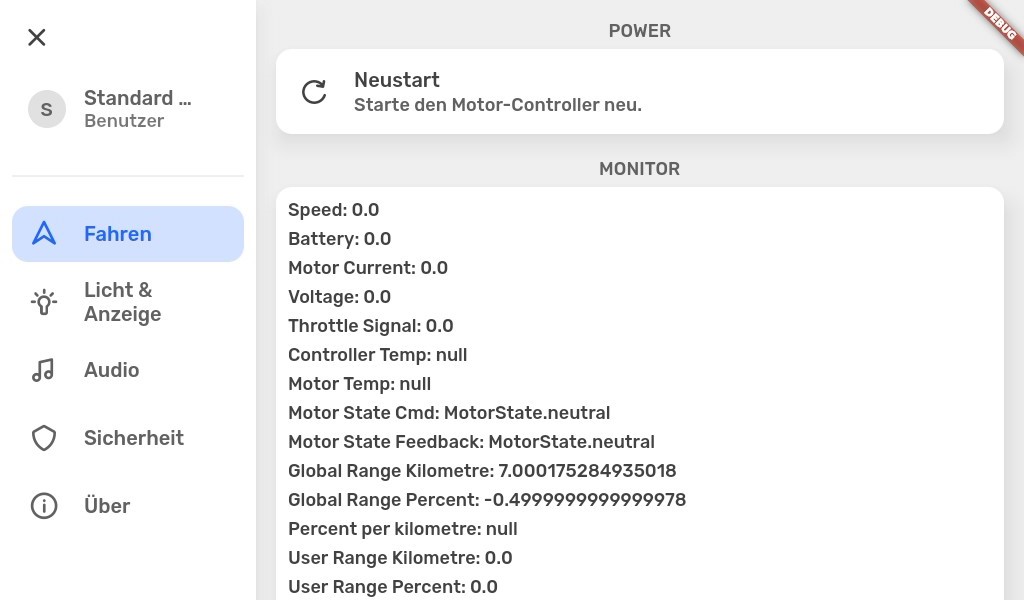 S
Standard ...
Benutzer
Fahren
Licht &
Anzeige
Audio
Sicherheit
Über
POWER
DEBUG
Neustart
Starte den Motor-Controller neu.
MONITOR
Speed: 0.0
Battery: 0.0
Motor Current: 0.0
Voltage: 0.0
Throttle Signal: 0.0
Controller Temp: null
Motor Temp: null
Motor State Cmd: MotorState.neutral
Motor State Feedback: MotorState.neutral
Global Range Kilometre: 7.000175284935018
Global Range Percent: -0.4999999999999978
Percent per kilometre: null
User Range Kilometre: 0.0
User Range Percent: 0.0